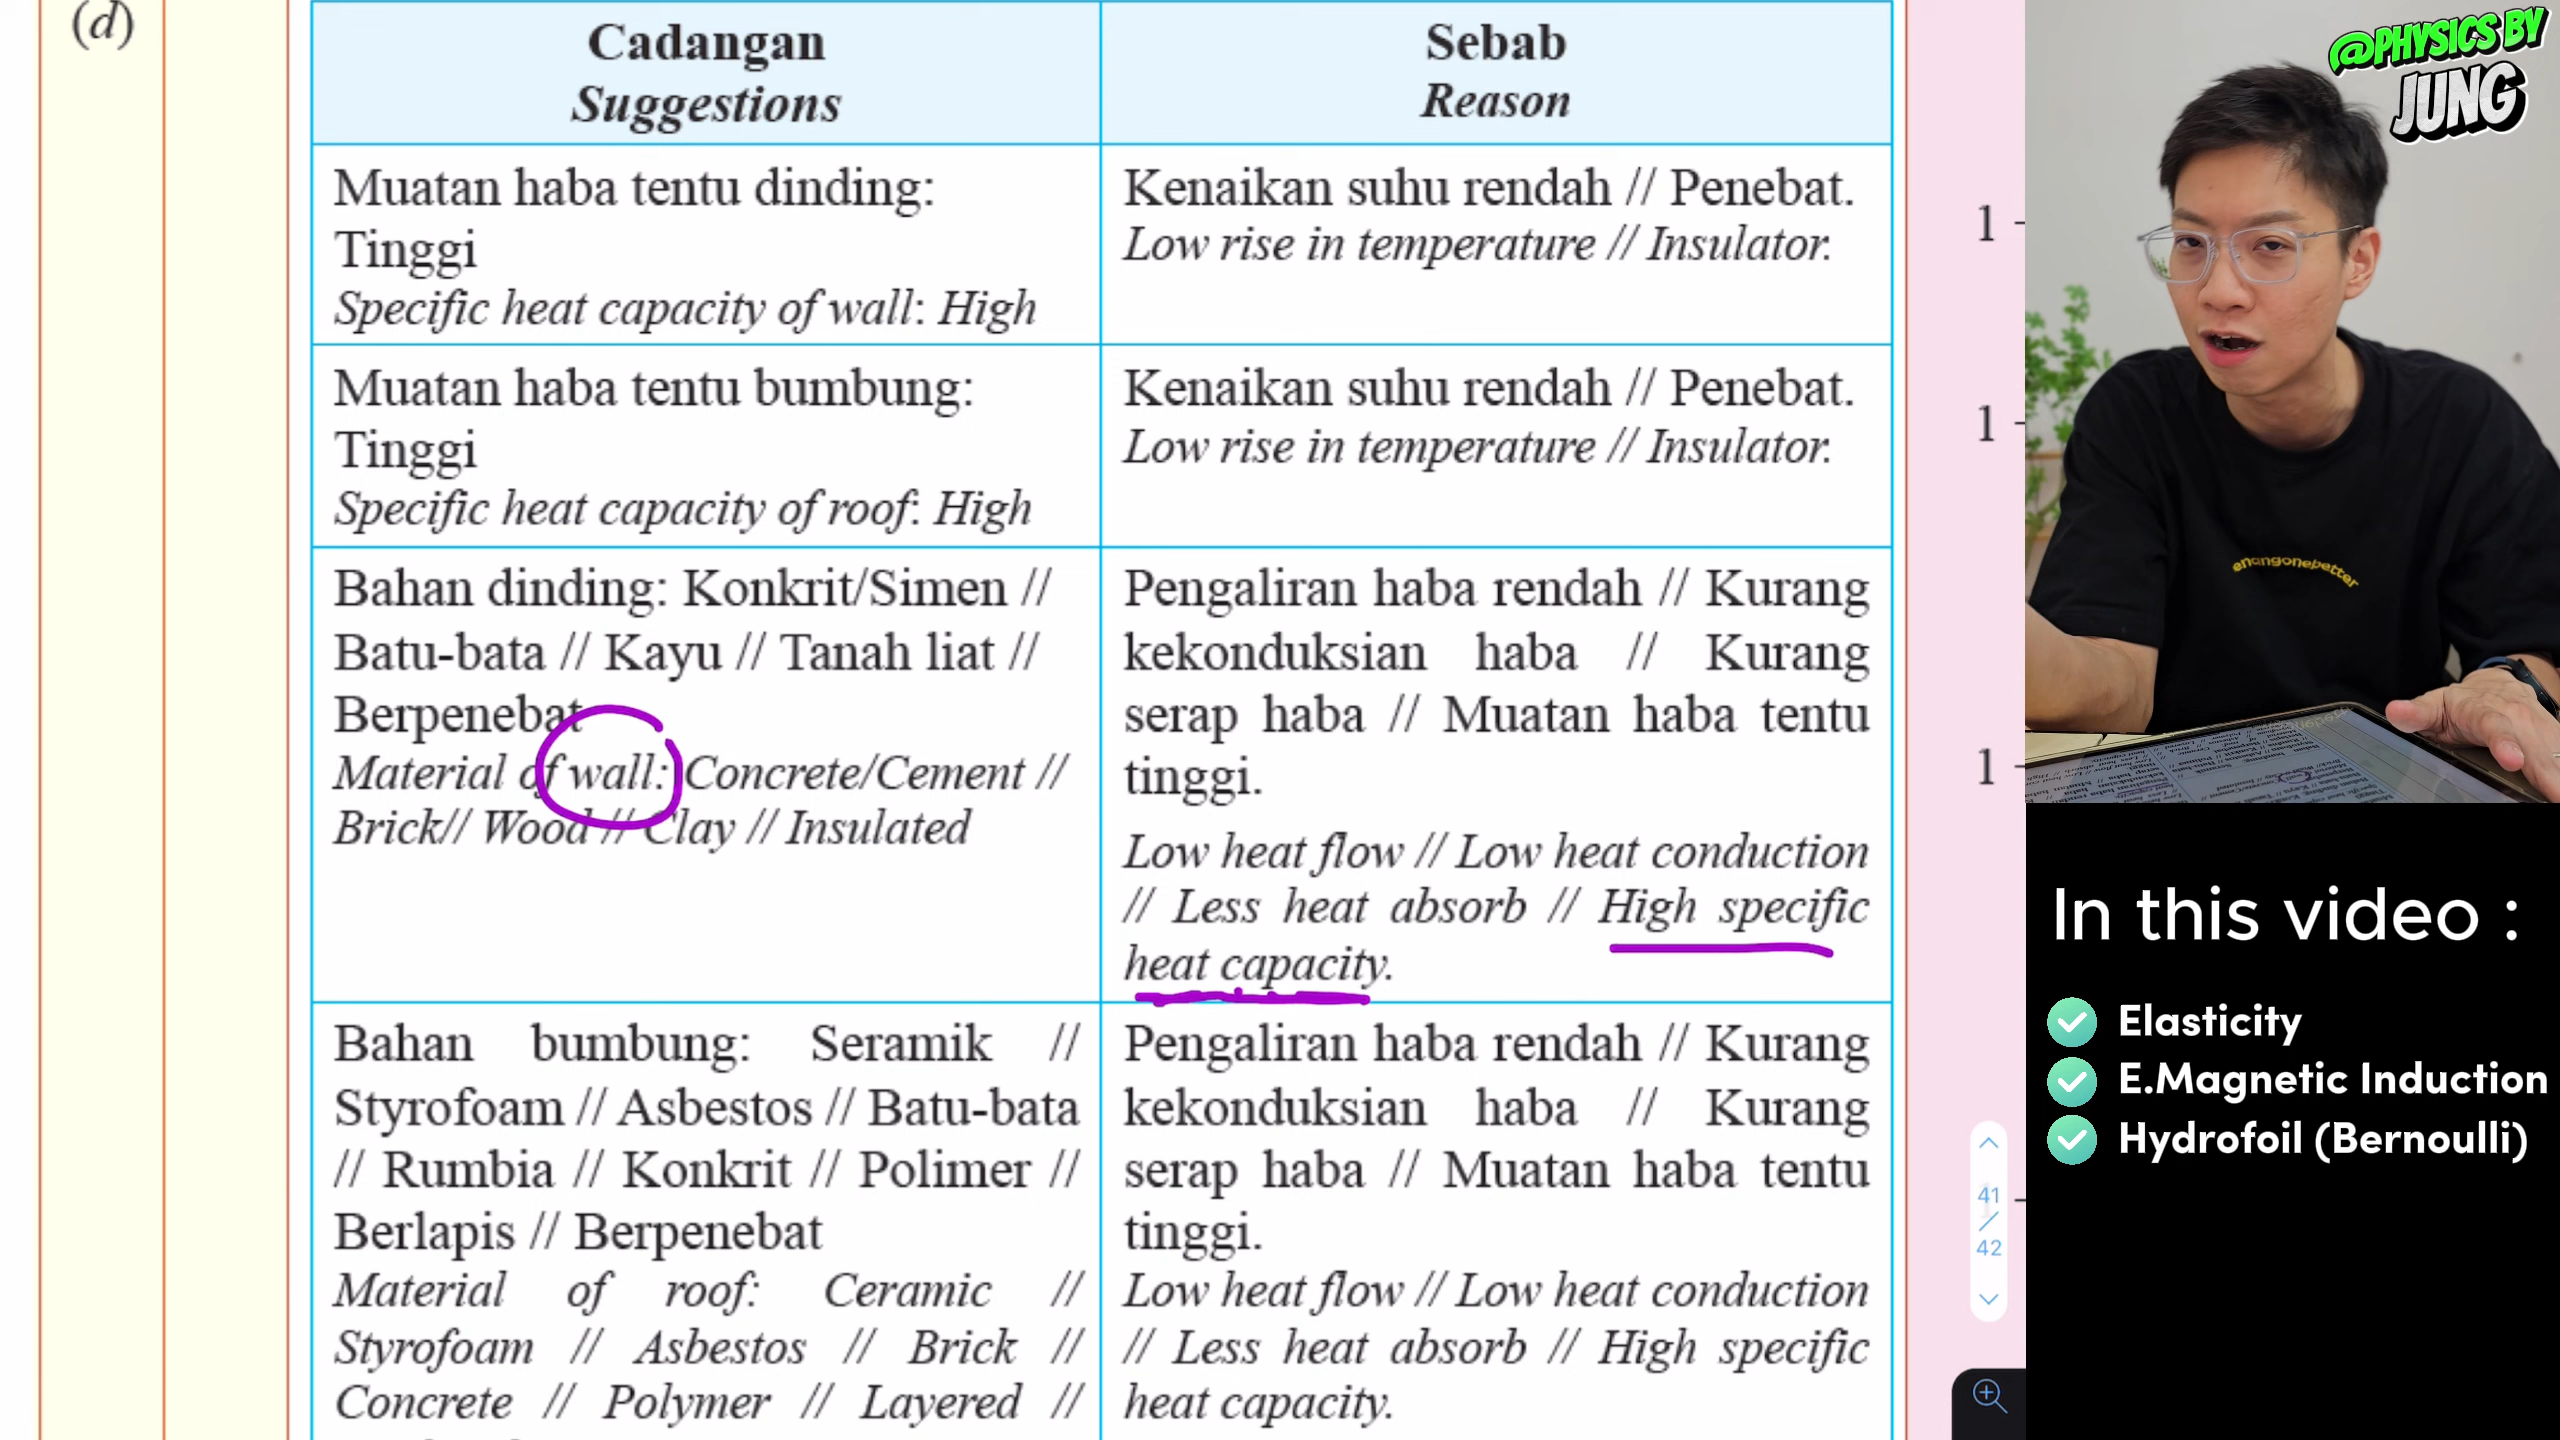 (d)
Cadangan
Suggestions
Sebab
Reason
Muatan haba tentu dinding:
Tinggi
Specific heat capacity of wall: High
Kenaikan suhu rendah // Penebat.
Low rise in temperature // Insulator.
1
Muatan haba tentu bumbung:
Tinggi
Specific heat capacity of roof: High
Kenaikan suhu rendah // Penebat.
Low rise in temperature // Insulator.
1
Bahan dinding: Konkrit/Simen //
Batu-bata // Kayu // Tanah liat //
Berpenebat
Material of wall: Concrete/Cement //
Brick// Wood // Clay // Insulated
Pengaliran haba rendah // Kurang
kekonduksian haba // Kurang
serap haba // Muatan haba tentu
tinggi.
Low heat flow // Low heat conduction
// Less heat absorb // High specific
heat capacity.
1
Bahan bumbung: Seramik //
Styrofoam // Asbestos // Batu-bata
// Rumbia // Konkrit // Polimer //
Berlapis // Berpenebat
Material of roof: Ceramic //
Styrofoam // Asbestos // Brick //
Concrete // Polymer // Layered //
Pengaliran haba rendah // Kurang
kekonduksian haba // Kurang
serap haba // Muatan haba tentu
tinggi.
Low heat flow // Low heat conduction
// Less heat absorb // High specific
heat capacity.
41
/
42
@PHYSICS BY
JUNG
enangonebetter
In this video :
Elasticity
E.Magnetic Induction
Hydrofoil (Bernoulli)